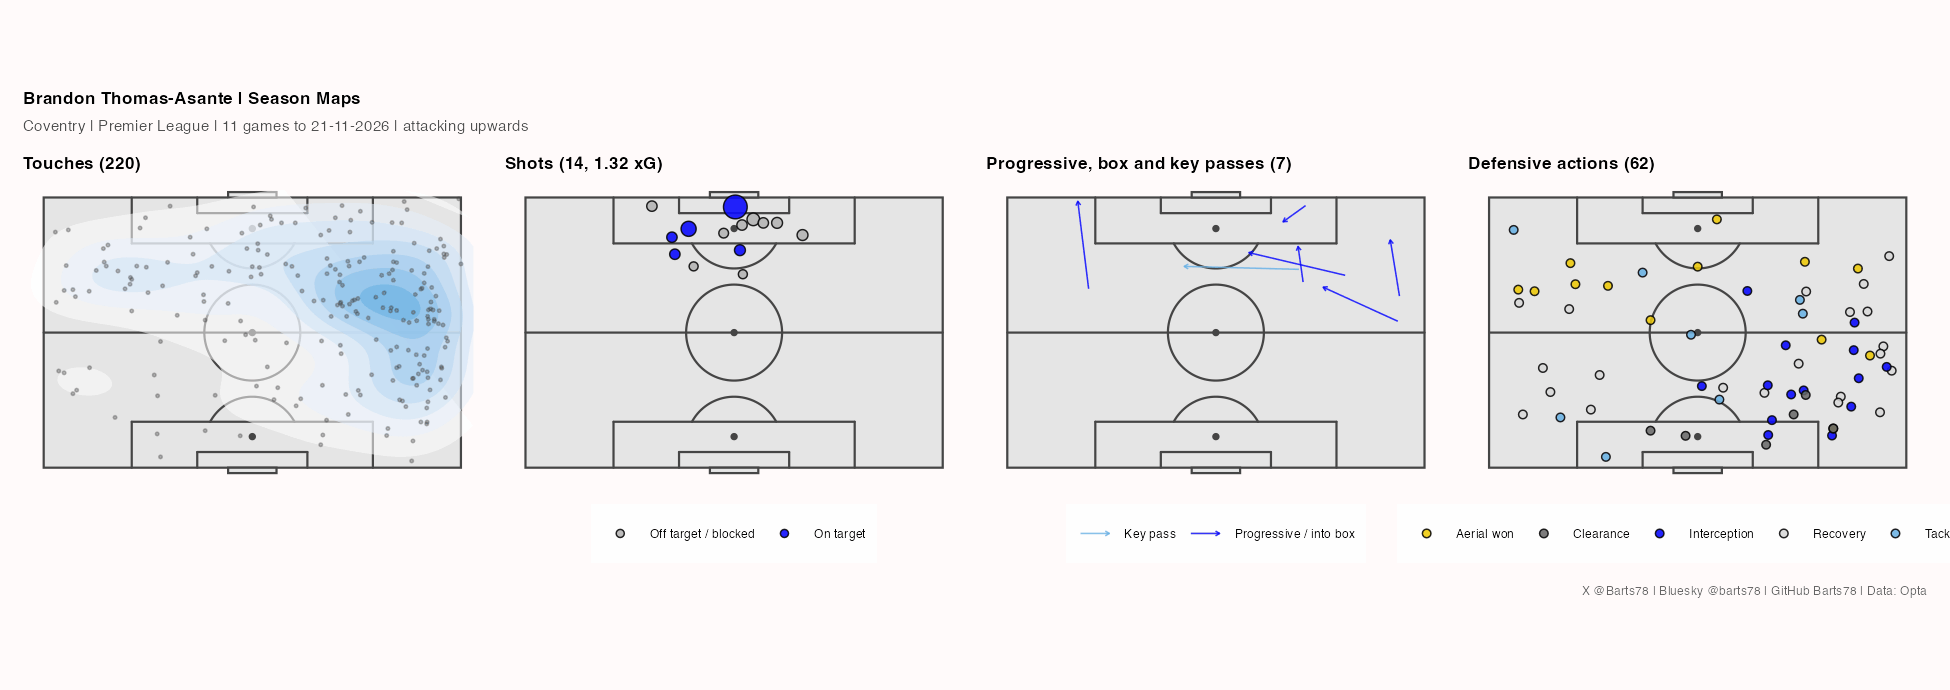 Brandon Thomas-Asante | Season Maps
Coventry | Premier League | 11 games to 21-11-2026 | attacking upwards
Touches (220)
Shots (14, 1.32 xG)
Progressive, box and key passes (7)
Defensive actions (62)
Off target / blocked
On target
Key pass
Progressive / into box
Aerial won
Clearance
Interception
Recovery
Tack
X @Barts78 | Bluesky @barts78 | GitHub Barts78 | Data: Opta